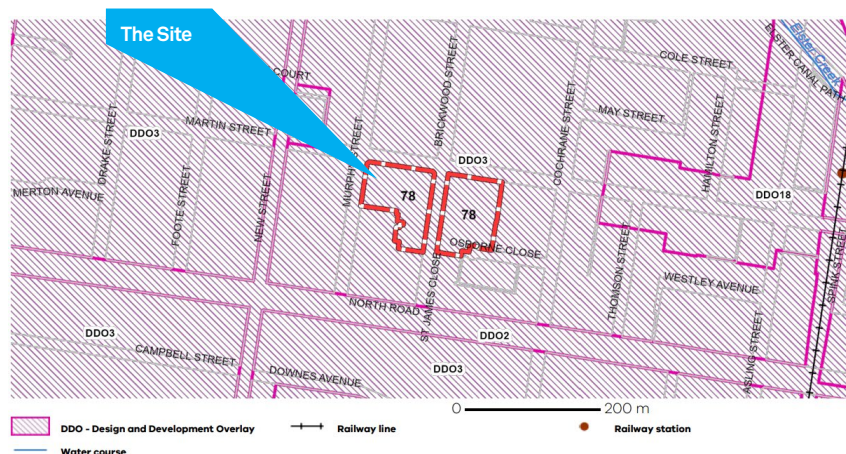 The Site
COLE STREET
Elster Creek
ELSTER CANAL PATH
COURT
BRICKWOOD STREET
MAY STREET
DRAKE STREET
DDO3
MARTIN STREET
MURPHY STREET
COCHRANE STREET
HAMILTON STREET
DDO3
MERTON AVENUE
FOOTE STREET
NEW STREET
78
78
DDO18
OSBORNE CLOSE
ST JAMES CLOSE
THOMSON STREET
WESTLEY AVENUE
SPINK STREET
NORTH ROAD
DDO3
DDO2
CAMPBELL STREET
DOWNES AVENUE
DDO3
ASLING STREET
0 200 m
DDO - Design and Development Overlay
Railway line
Railway station
Water course